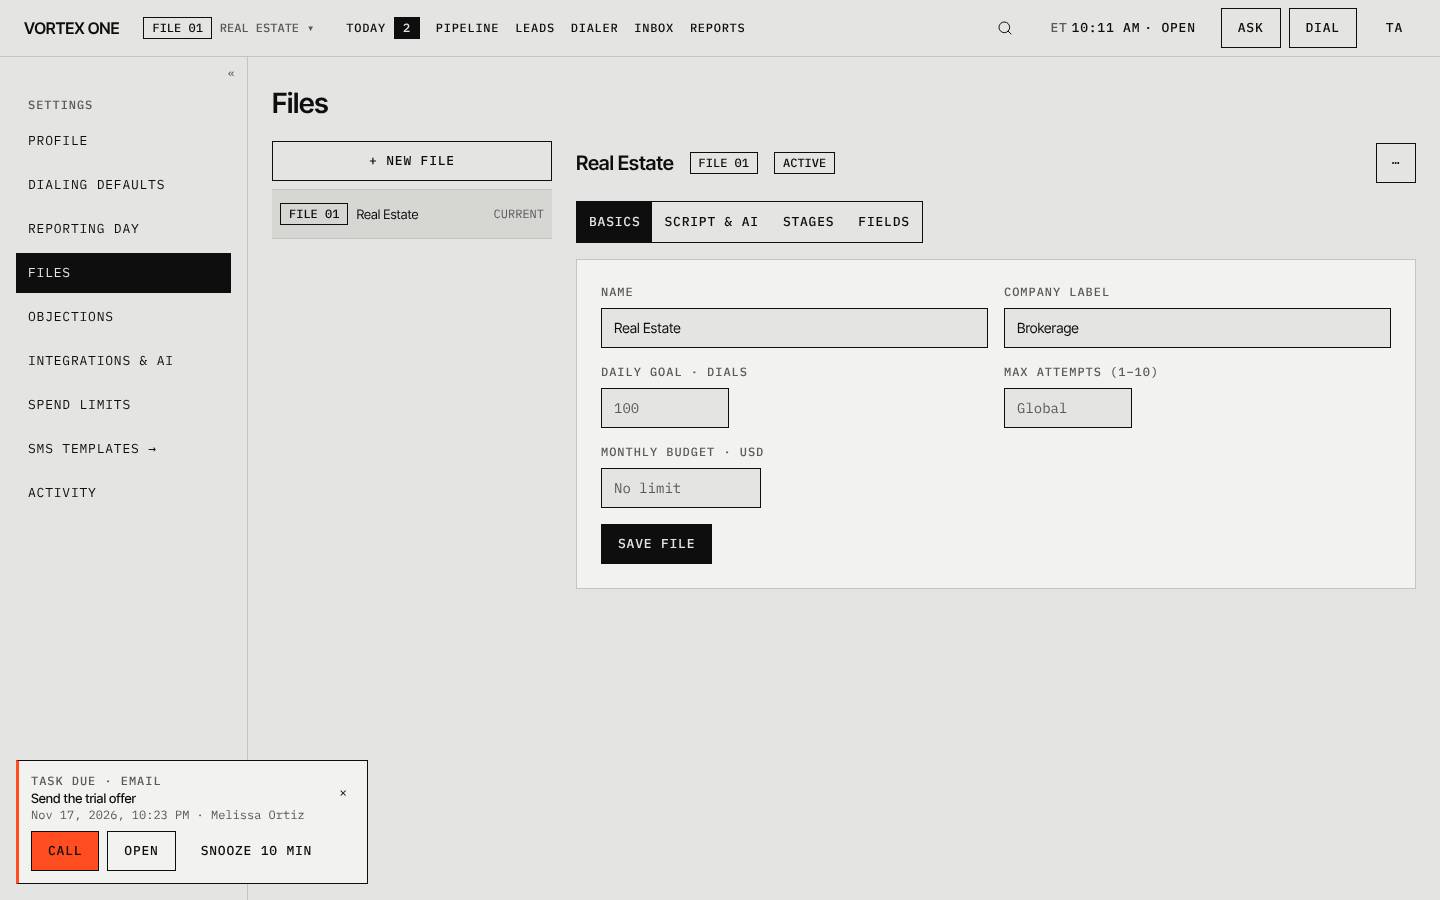 VORTEX ONE
FILE 01 REAL ESTATE ▾
TODAY 2 PIPELINE LEADS DIALER INBOX REPORTS
ET 10:11 AM · OPEN
ASK
DIAL
TA
«
SETTINGS
PROFILE
DIALING DEFAULTS
REPORTING DAY
FILES
OBJECTIONS
INTEGRATIONS & AI
SPEND LIMITS
SMS TEMPLATES →
ACTIVITY
Files
+ NEW FILE
FILE 01 Real Estate CURRENT
Real Estate FILE 01 ACTIVE
…
BASICS SCRIPT & AI STAGES FIELDS
NAME
Real Estate
COMPANY LABEL
Brokerage
DAILY GOAL · DIALS
100
MAX ATTEMPTS (1–10)
Global
MONTHLY BUDGET · USD
No limit
SAVE FILE
TASK DUE · EMAIL
×
Send the trial offer
Nov 17, 2026, 10:23 PM · Melissa Ortiz
CALL OPEN SNOOZE 10 MIN